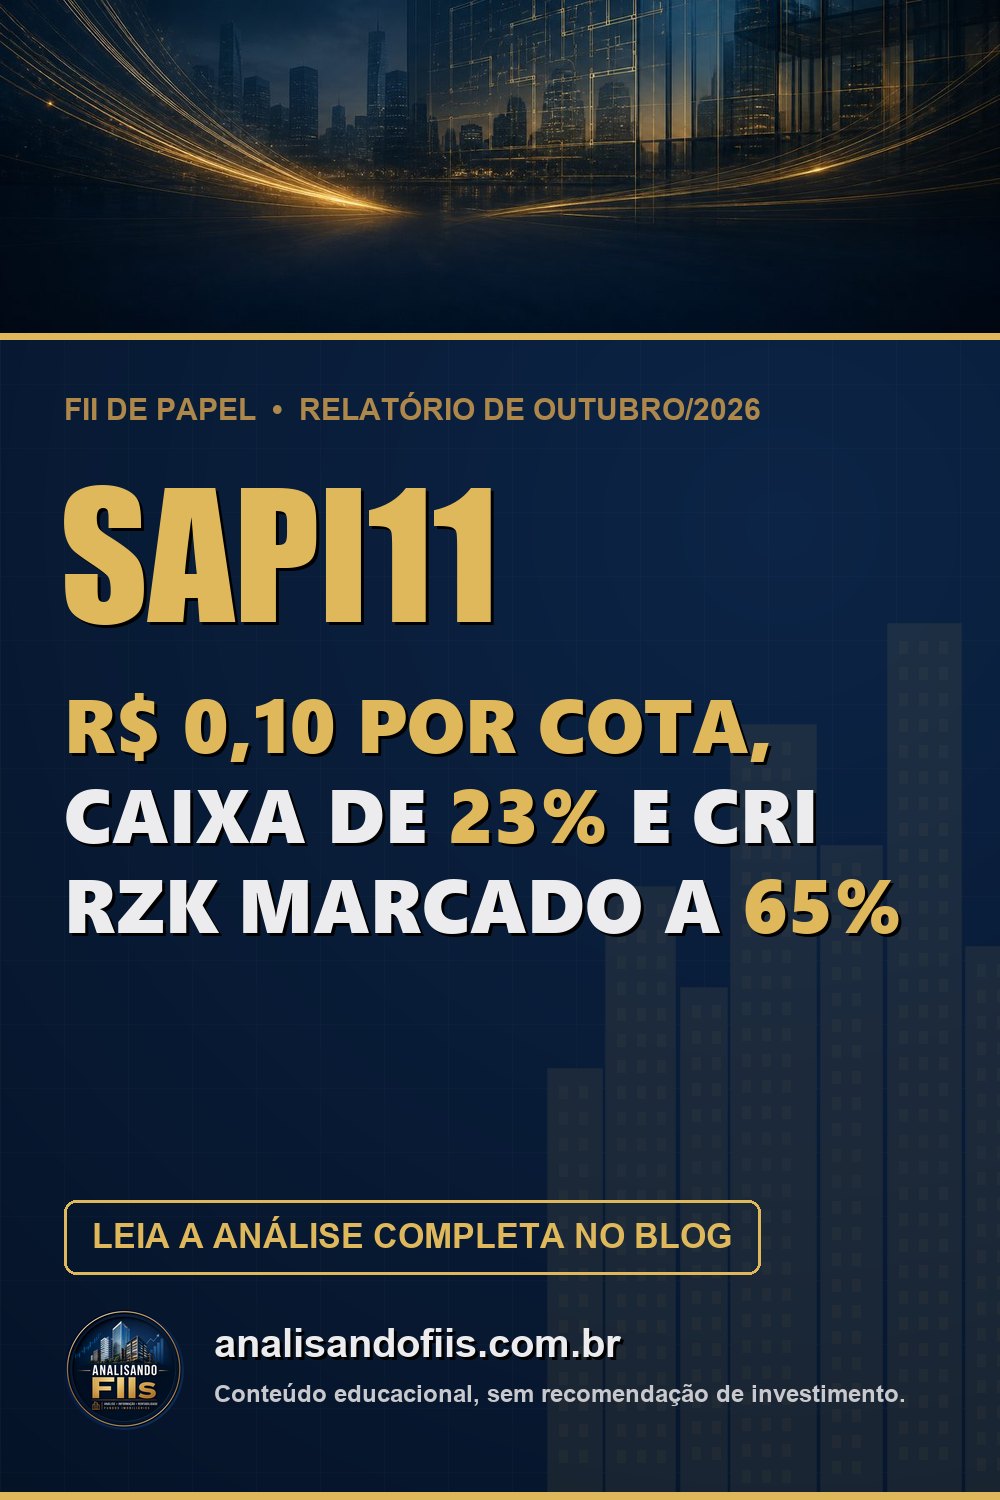 FII DE PAPEL • RELATÓRIO DE OUTUBRO/2026
SAPI11
R$ 0,10 POR COTA,
CAIXA DE 23% E CRI
RZK MARCADO A 65%
LEIA A ANÁLISE COMPLETA NO BLOG
ANALISANDO
FIIs
analisandofiis.com.br
Conteúdo educacional, sem recomendação de investimento.